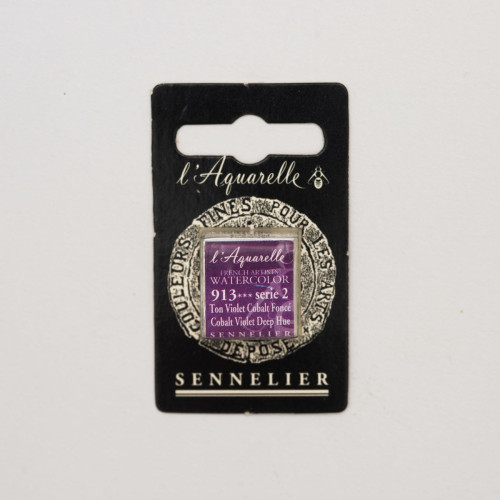 l'Aquarelle
COULEURS FINES POUR LES ARTS
l'Aquarelle
FRENCH ARTISTS'
WATERCOLOR
913*** serie 2
Ton Violet Cobalt Foncé
Cobalt Violet Deep Hue
SENNELIER
DÉPOSÉ
SENNELIER